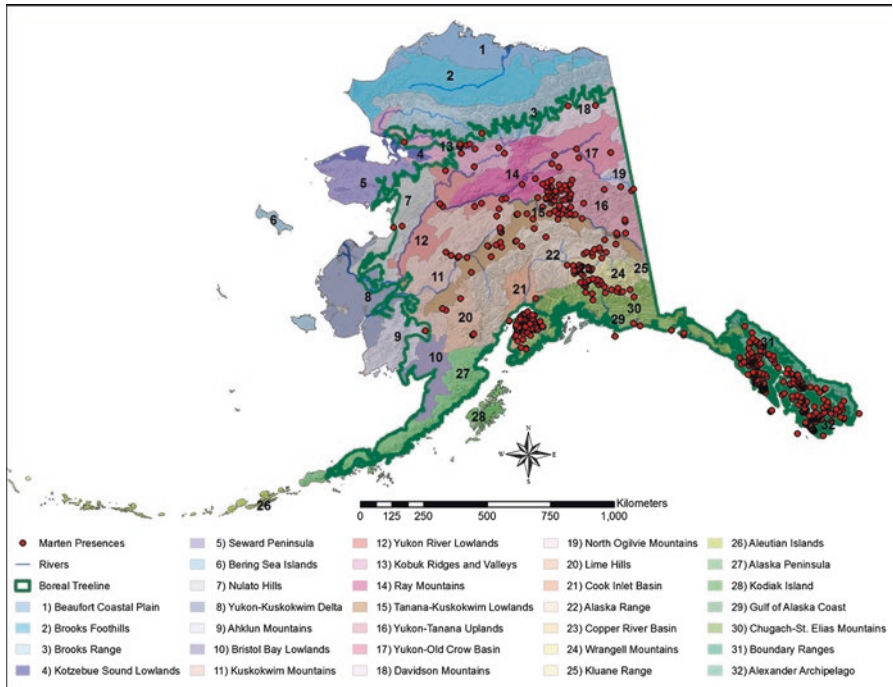 1
2
3
18
13
4
17
5
14
19
7
16
6
15
12
22
25
11
24
21
8
30
20
29
9
10
31
27
32
28
N
W E
S
26
Kilometers
0 125 250 500 750 1,000
Marten Presences
Rivers
Boreal Treeline
1) Beaufort Coastal Plain
2) Brooks Foothills
3) Brooks Range
4) Kotzebue Sound Lowlands
5) Seward Peninsula
6) Bering Sea Islands
7) Nulato Hills
8) Yukon-Kuskokwim Delta
9) Ahklun Mountains
10) Bristol Bay Lowlands
11) Kuskokwim Mountains
12) Yukon River Lowlands
13) Kobuk Ridges and Valleys
14) Ray Mountains
15) Tanana-Kuskokwim Lowlands
16) Yukon-Tanana Uplands
17) Yukon-Old Crow Basin
18) Davidson Mountains
19) North Ogilvie Mountains
20) Lime Hills
21) Cook Inlet Basin
22) Alaska Range
23) Copper River Basin
24) Wrangell Mountains
25) Kluane Range
26) Aleutian Islands
27) Alaska Peninsula
28) Kodiak Island
29) Gulf of Alaska Coast
30) Chugach-St. Elias Mountains
31) Boundary Ranges
32) Alexander Archipelago